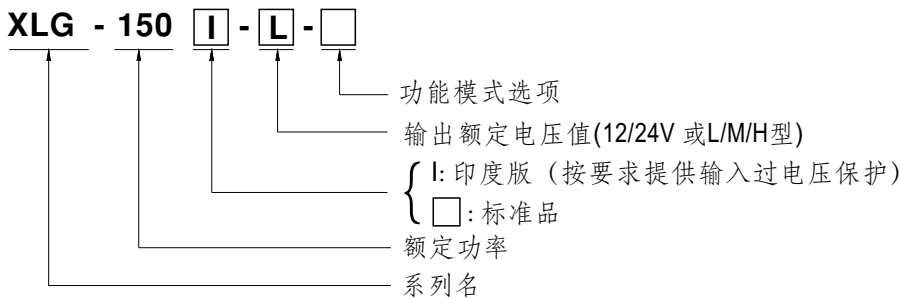 XLG - 150 I - L - □
功能模式选项
输出额定电压值(12/24V 或L/M/H型)
I: 印度版（按要求提供输入过电压保护）
□: 标准品
额定功率
系列名